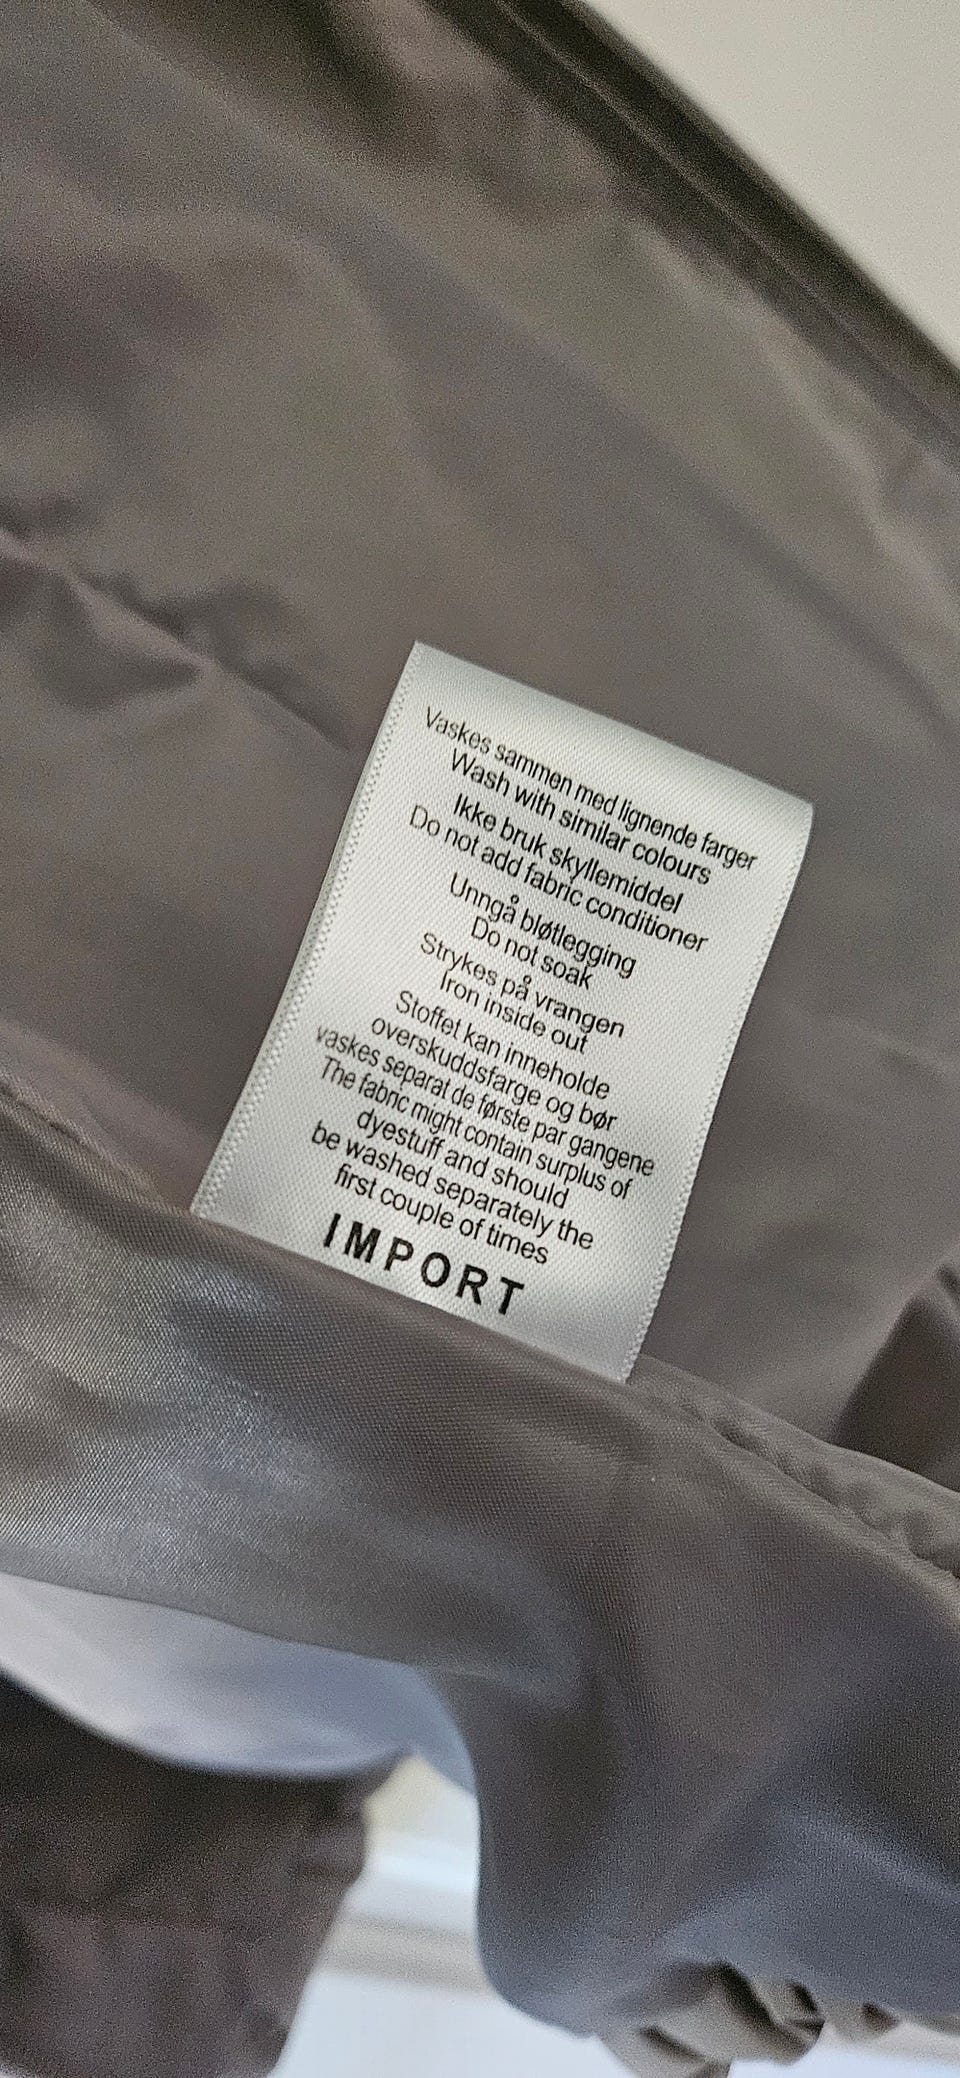 Vaskes sammen med lignende farger
Wash with similar colours
Ikke bruk skyllemiddel
Do not add fabric conditioner
Unngå bløtlegging
Do not soak
Strykes på vrangen
Iron inside out
Stoffet kan inneholde
overskuddsfarge og bør
vaskes separat de første par gangene
The fabric might contain surplus of
dyestuff and should
be washed separately the
first couple of times
IMPORT